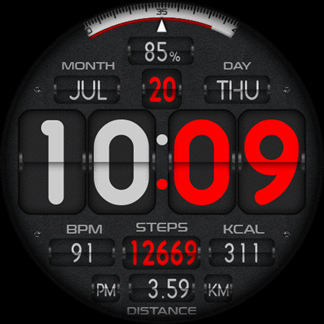 35
85%
MONTH DAY
JUL 20 THU
10:09
BPM STEPS KCAL
91 12669 311
PM 3.59 KM
DISTANCE